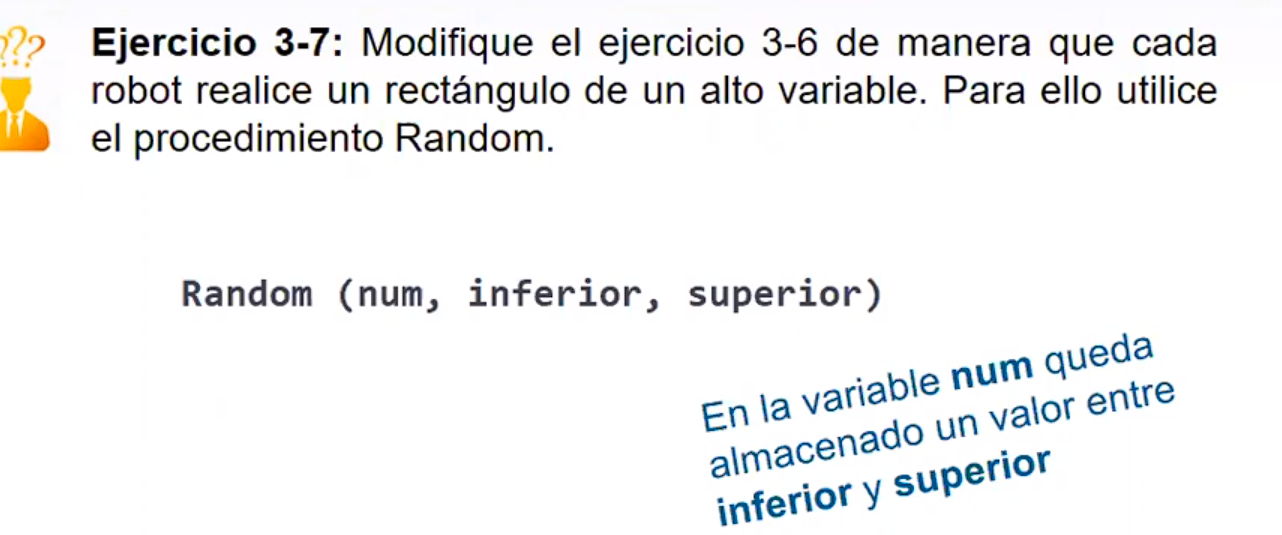 Ejercicio 3-7: Modifique el ejercicio 3-6 de manera que cada
robot realice un rectángulo de un alto variable. Para ello utilice
el procedimiento Random.
Random (num, inferior, superior)
En la variable num queda
almacenado un valor entre
inferior y superior